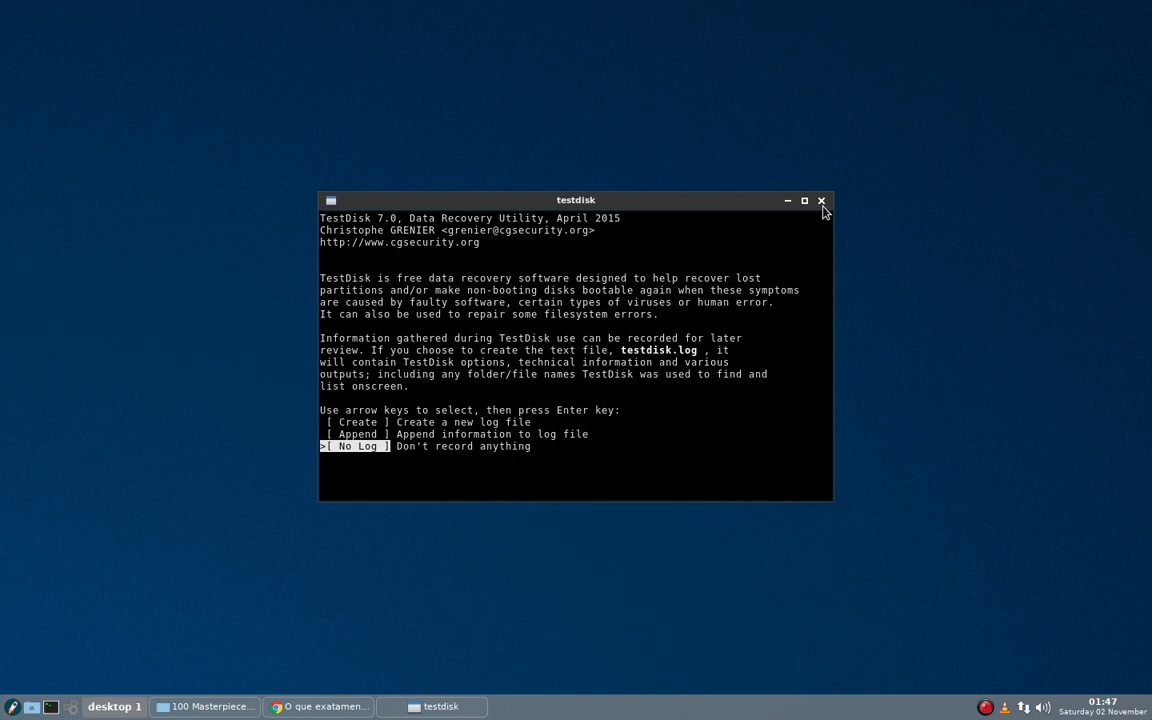 testdisk
TestDisk 7.0, Data Recovery Utility, April 2015
Christophe GRENIER <grenier@cgsecurity.org>
http://www.cgsecurity.org
TestDisk is free data recovery software designed to help recover lost
partitions and/or make non-booting disks bootable again when these symptoms
are caused by faulty software, certain types of viruses or human error.
It can also be used to repair some filesystem errors.
Information gathered during TestDisk use can be recorded for later
review. If you choose to create the text file, testdisk.log , it
will contain TestDisk options, technical information and various
outputs; including any folder/file names TestDisk was used to find and
list onscreen.
Use arrow keys to select, then press Enter key:
[ Create ] Create a new log file
[ Append ] Append information to log file
>[ No Log ] Don't record anything
desktop 1 100 Masterpiece... O que exatamen... testdisk
01:47
Saturday 02 November